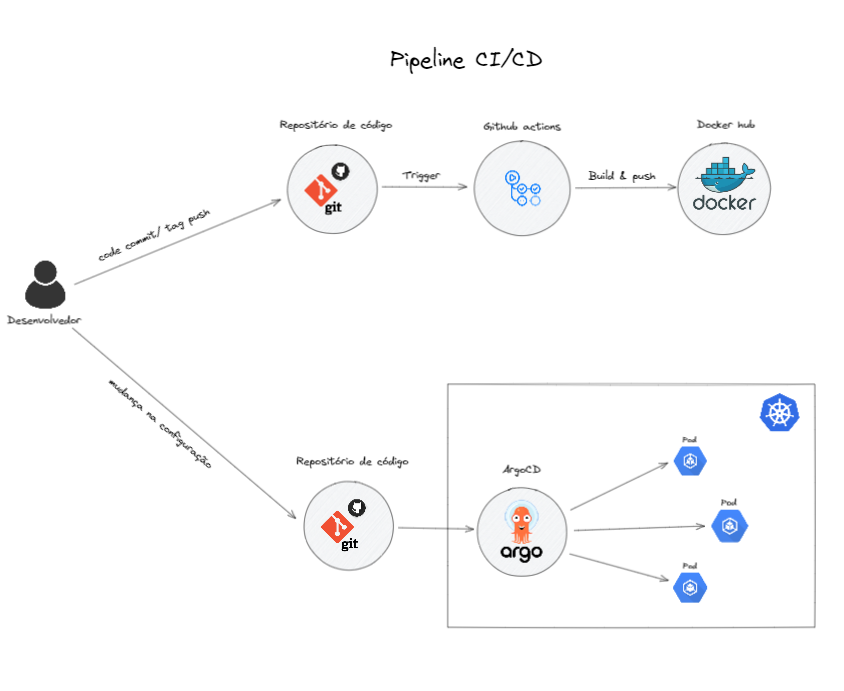 Pipeline CI/CD
Repositório de código
Github actions
Docker hub
git
Trigger
Build & push
docker
code commit/ tag push
Desenvolvedor
mudança na configuração
Repositório de código
git
ArgoCD
argo
Pod
Pod
Pod